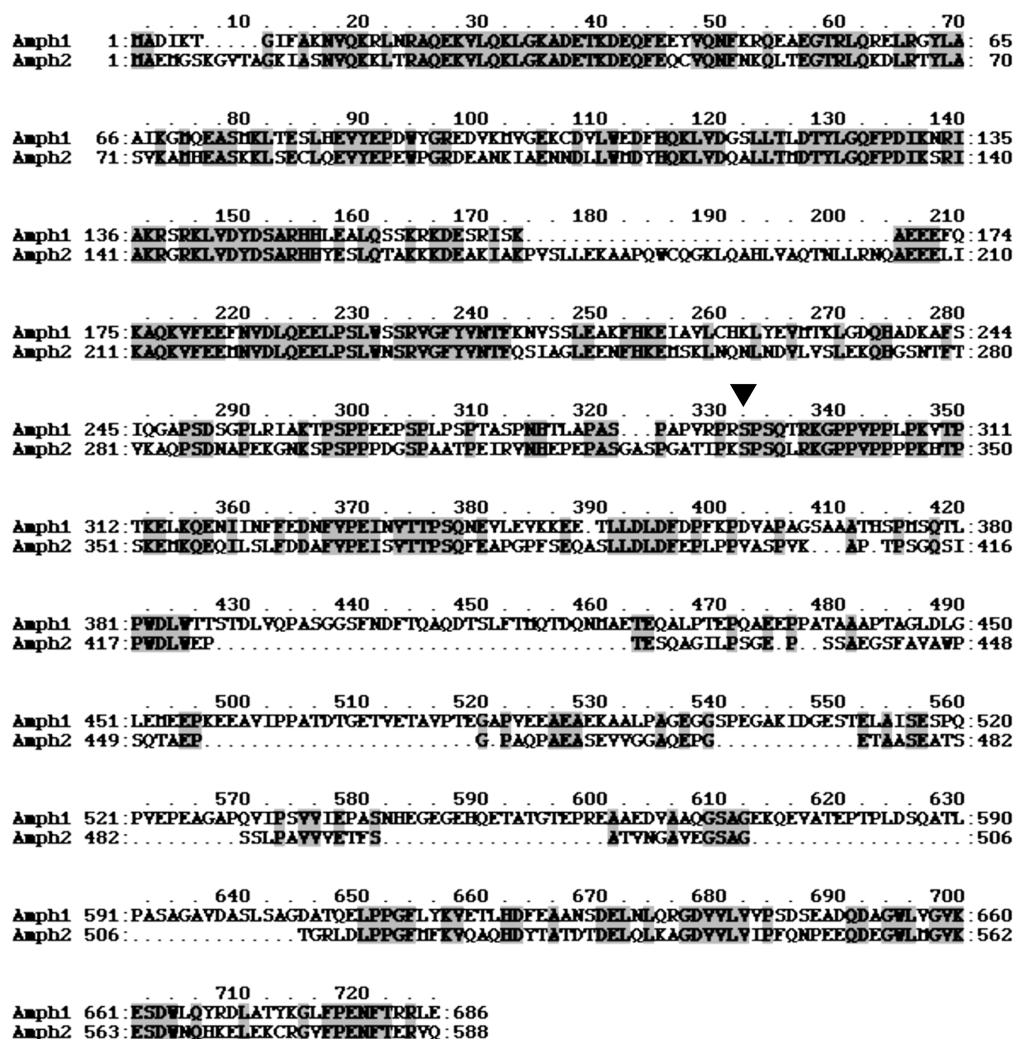 . . . 10 . . . 20 . . . 30 . . . 40 . . . 50 . . . 60 . . . 70
Amph1 1:MADIKT.....GIFAKNVQKRLNRAQEKVLQKLGKADETKDEQFEEYVQNFKRQEAEGTRLQRELRGYLA 65
Amph2 1:MAEMGSKGVTAGKIASNVQKKLTRAQEKVLQKLGKADETKDEQFEQCVQNFNKQLTEGTRLQKDLRTYLA 70
. . . 80 . . . 90 . . . 100 . . . 110 . . . 120 . . . 130 . . . 140
Amph1 66:AIKGMQEASMKLTESLHEVYEPDWYGREDVKMVGEKCDVLWEDFHQKLVDGSLLTLDTYLGQFPDIKNRI:135
Amph2 71:SVKAMHEASKKLSECLQEVYEPEWPGRDEANKIAENNDLLWMDYHQKLVDQALLTMDTYLGQFPDIKSRI:140
. . . 150 . . . 160 . . . 170 . . . 180 . . . 190 . . . 200 . . . 210
Amph1 136:AKRSRKLVDYDSARHHLEALQSSKRKDESRISK...............................AEEEFQ:174
Amph2 141:AKRGRKLVDYDSARHHYESLQTAKKKDEAKIAKPVSLLEKAAPQWCQGKLQAHLVAQTNLLRNQAEEELI:210
. . . 220 . . . 230 . . . 240 . . . 250 . . . 260 . . . 270 . . . 280
Amph1 175:KAQKVFEEFNVDLQEELPSLWSSRVGFYVNTFKNVSSLEAKFHKEIAVLCHKLYEVMTKLGDQHADKAFS:244
Amph2 211:KAQKVFEEMNVDLQEELPSLWNSRVGFYVNTFQSIAGLEENFHKEMSKLNQNLNDVLVSLEKQHGSNTFT:280
. . . 290 . . . 300 . . . 310 . . . 320 . . . 330 . . . 340 . . . 350
Amph1 245:IQGAPSDSGPLRIAKTPSPPEEPSPLPSPTASPNHTLAPAS...PAPVRPRSPSQTRKGPPVPPLPKVTP:311
Amph2 281:VKAQPSDNAPEKGNKSPSPPPDGSPAATPEIRVNHEPEPASGASPGATIPKSPSQLRKGPPVPPPPKHTP:350
. . . 360 . . . 370 . . . 380 . . . 390 . . . 400 . . . 410 . . . 420
Amph1 312:TKELKQENIINFFEDNFVPEINVTTPSQNEVLEVKKEE.TLLDLDFDPFKPDVAPAGSAAATHSPMSQTL:380
Amph2 351:SKEMKQEQILSLFDDAFVPEISVTTPSQFEAPGPFSEQASLLDLDFEPLPPVASPVK...AP.TPSGQSI:416
. . . 430 . . . 440 . . . 450 . . . 460 . . . 470 . . . 480 . . . 490
Amph1 381:PWDLWTTSTDLVQPASGGSFNDFTQAQDTSLFTMQTDQNMAETEQALPTEPQAEEPPATAAAPTAGLDLG:450
Amph2 417:PWDLWEP...................................TESQAGILPSGE.P..SSAEGSFAVAWP:448
. . . 500 . . . 510 . . . 520 . . . 530 . . . 540 . . . 550 . . . 560
Amph1 451:LEMEEPKEEAVIPPATDTGETVETAVPTEGAPVEEAEAEKAALPAGEGGSPEGAKIDGESTELAISESPQ:520
Amph2 449:SQTAEP.......................G.PAQPAEASEVVGGAQEPG............ETAASEATS:482
. . . 570 . . . 580 . . . 590 . . . 600 . . . 610 . . . 620 . . . 630
Amph1 521:PVEPEAGAPQVIPSVVIEPASNHEGEGEHQETATGTEPREAAEDVAAQGSAGEKQEVATEPTPLDSQATL:590
Amph2 482:.........SSLPAVVVETFS...................ATVNGAVEGSAG..................:506
. . . 640 . . . 650 . . . 660 . . . 670 . . . 680 . . . 690 . . . 700
Amph1 591:PASAGAVDASLSAGDATQELPPGFLYKVETLHDFEAANSDELNLQRGDVVLVVPSDSEADQDAGWLVGVK:660
Amph2 506:..............TGRLDLPPGFMFKVQAQHDYTATDTDELQLKAGDVVLVIPFQNPEEQDEGWLMGVK:562
. . . 710 . . . 720 . .
Amph1 661:ESDWLQYRDLATYKGLFPENFTRRLE:686
Amph2 563:ESDWNQHKELEKCRGVFPENFTERVQ:588